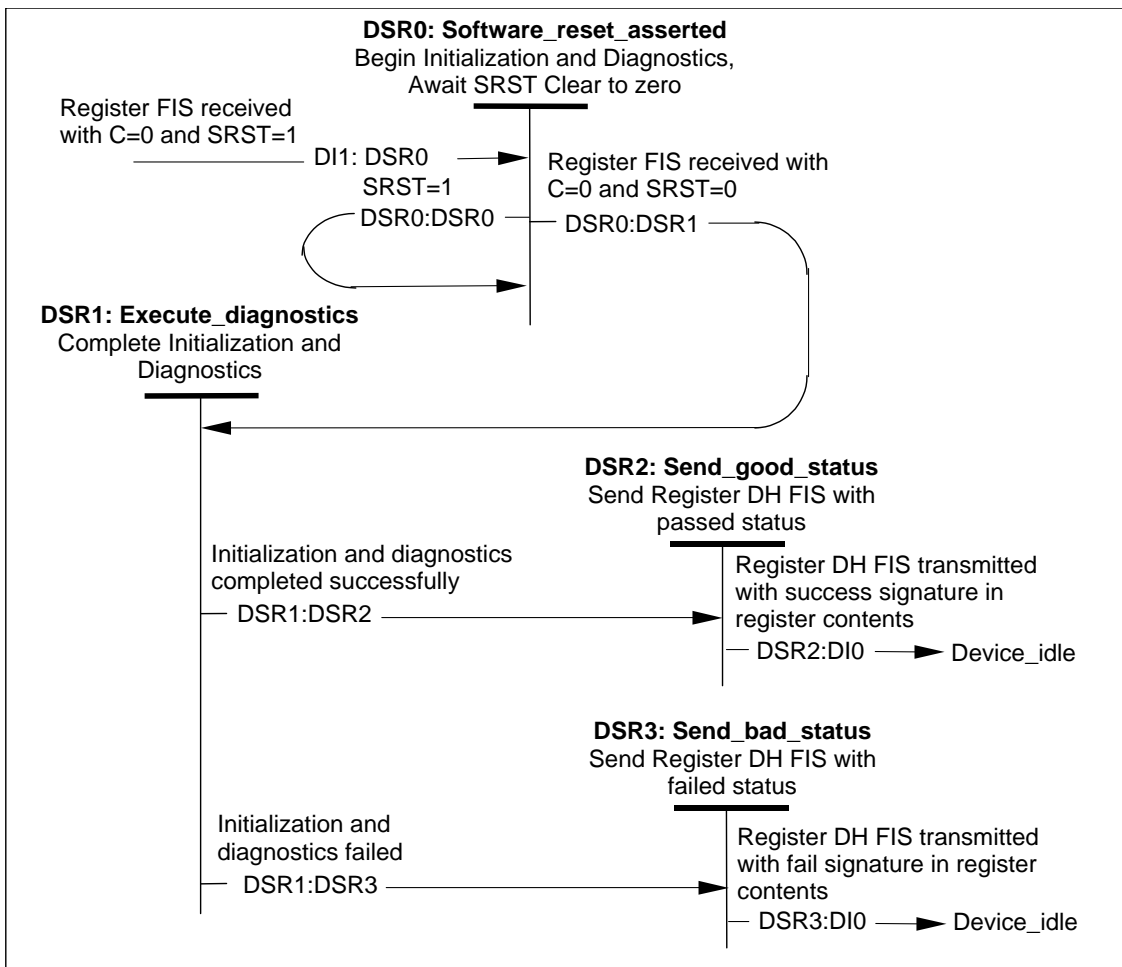 DSR0: Software_reset_asserted
Begin Initialization and Diagnostics,
Await SRST Clear to zero
Register FIS received
with C=0 and SRST=1
DI1: DSR0
SRST=1
DSR0:DSR0
Register FIS received with
C=0 and SRST=0
DSR0:DSR1
DSR1: Execute_diagnostics
Complete Initialization and
Diagnostics
DSR2: Send_good_status
Send Register DH FIS with
passed status
Initialization and diagnostics
completed successfully
DSR1:DSR2
Register DH FIS transmitted
with success signature in
register contents
DSR2:DI0
Device_idle
DSR3: Send_bad_status
Send Register DH FIS with
failed status
Initialization and
diagnostics failed
DSR1:DSR3
Register DH FIS transmitted
with fail signature in register
contents
DSR3:DI0
Device_idle